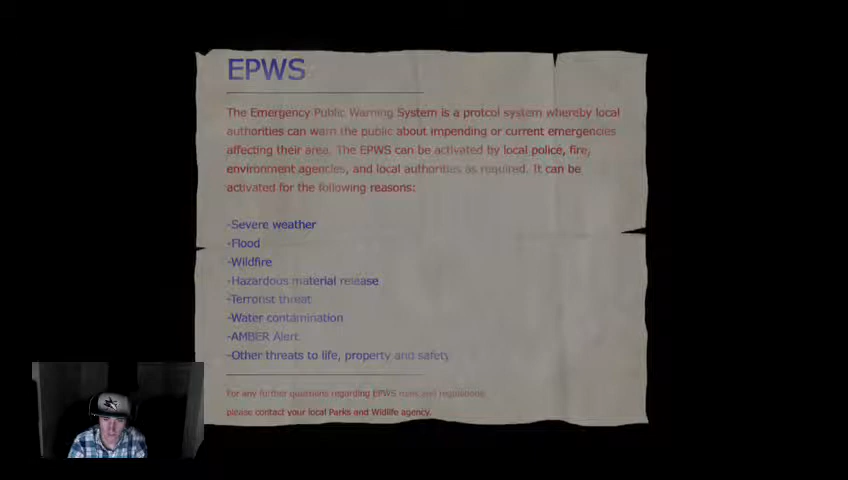 EPWS
The Emergency Public Warning System is a protcol system whereby local
authorities can warn the public about impending or current emergencies
affecting their area. The EPWS can be activated by local police, fire,
environment agencies, and local authorities as required. It can be
activated for the following reasons:
-Severe weather
-Flood
-Wildfire
-Hazardous material release
-Terrorist threat
-Water contamination
-AMBER Alert
-Other threats to life, property and safety
For any further questions regarding EPWS rules and regulations
please contact your local Parks and Widlife agency.